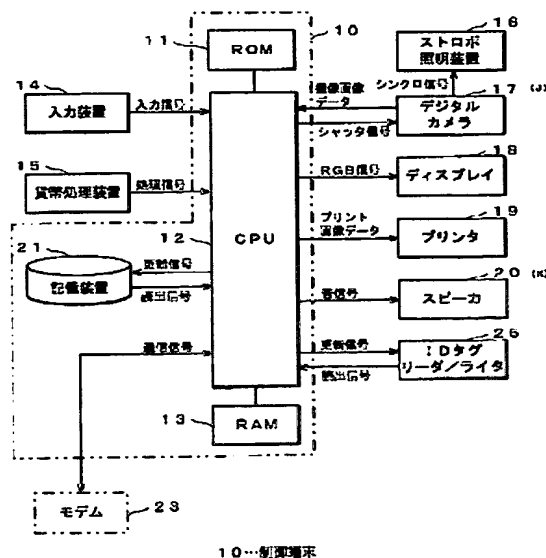 11
ROM
10
16
ストロボ
照明装置
14
入力装置
入力信号
撮像画像
データ
シンクロ信号
17 (J)
デジタル
カメラ
シャッタ信号
15
貨幣処理装置
処理信号
18
RGB信号
ディスプレイ
12
CPU
プリント
画像データ
19
プリンタ
21
記憶装置
更新信号
読出信号
20 (K)
音信号
スピーカ
26
更新信号
読出信号
IDタグ
リーダ/ライタ
通信信号
13
RAM
モデム
23
10…制御端末